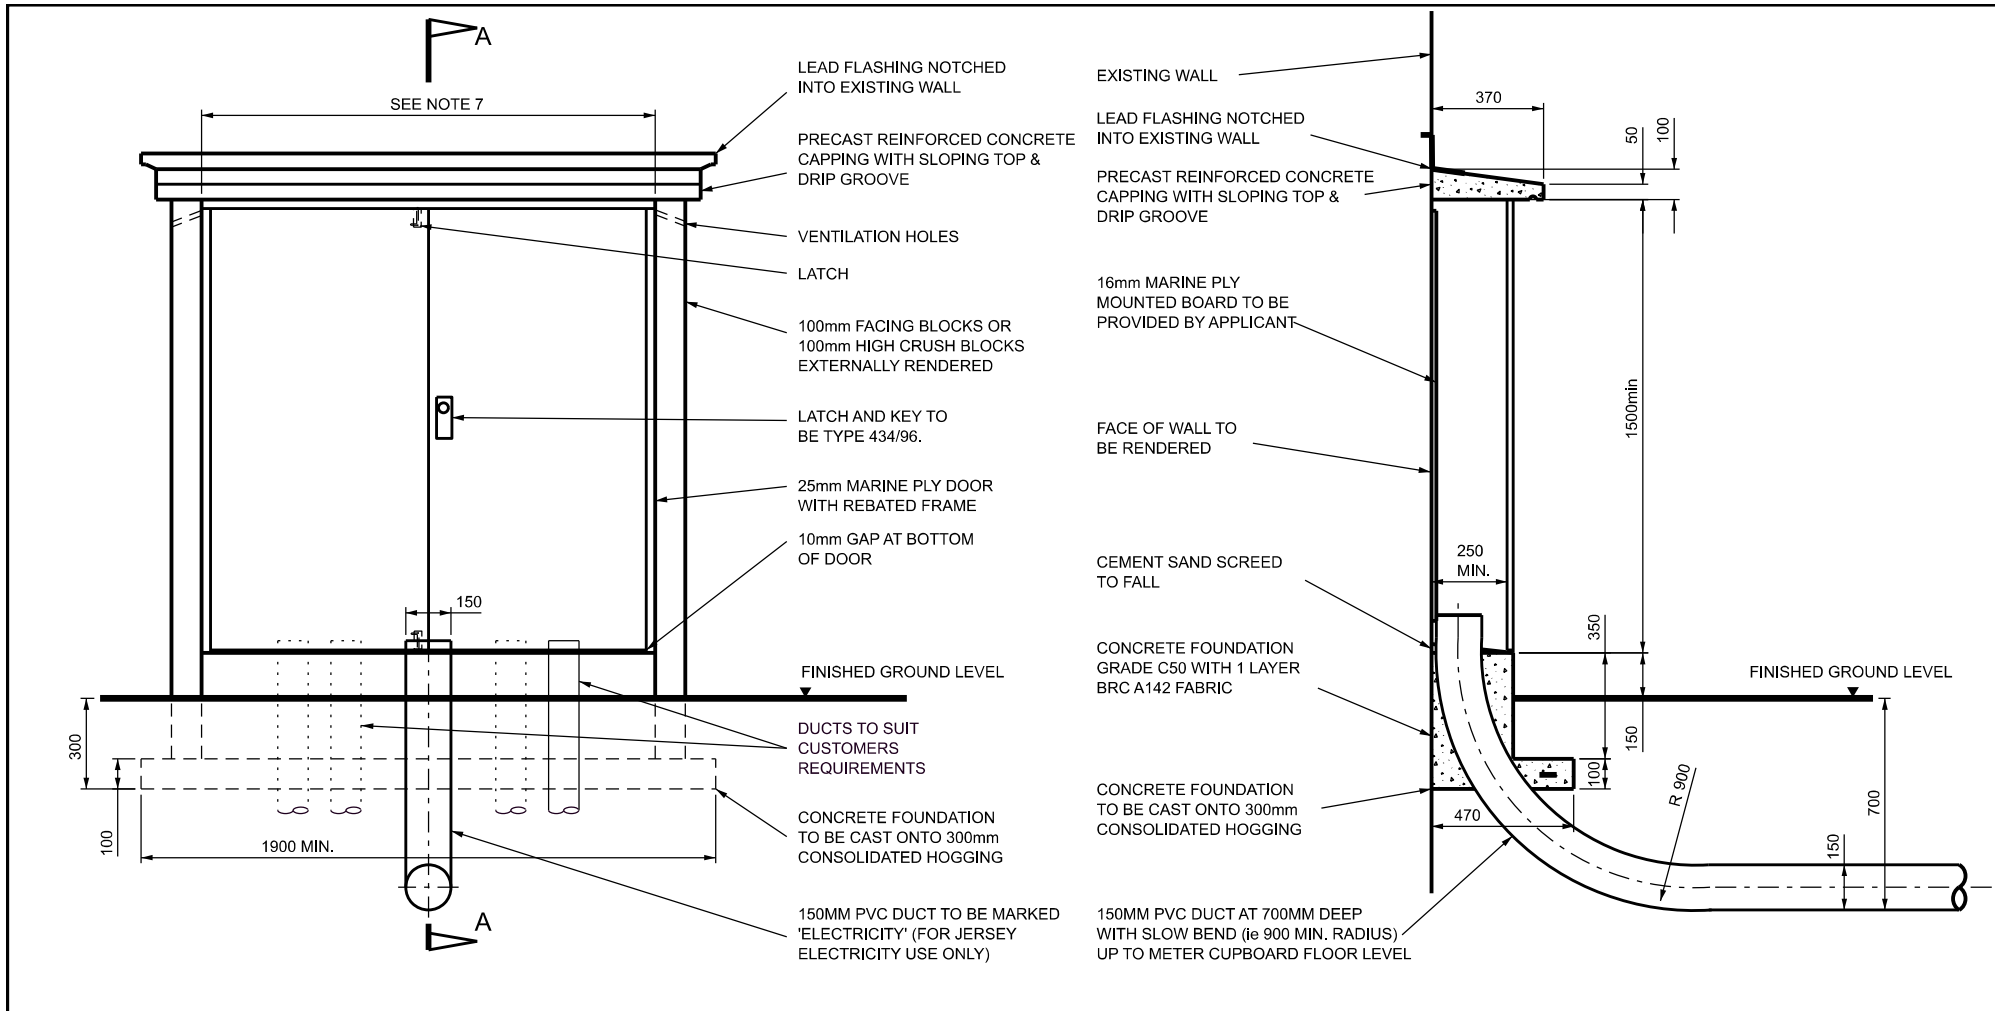 A
SEE NOTE 7
LEAD FLASHING NOTCHED
INTO EXISTING WALL
PRECAST REINFORCED CONCRETE
CAPPING WITH SLOPING TOP &
DRIP GROOVE
VENTILATION HOLES
LATCH
100mm FACING BLOCKS OR
100mm HIGH CRUSH BLOCKS
EXTERNALLY RENDERED
LATCH AND KEY TO
BE TYPE 434/96.
25mm MARINE PLY DOOR
WITH REBATED FRAME
10mm GAP AT BOTTOM
OF DOOR
150
FINISHED GROUND LEVEL
DUCTS TO SUIT
CUSTOMERS
REQUIREMENTS
300
100
1900 MIN.
CONCRETE FOUNDATION
TO BE CAST ONTO 300mm
CONSOLIDATED HOGGING
150MM PVC DUCT TO BE MARKED
'ELECTRICITY' (FOR JERSEY
ELECTRICITY USE ONLY)
A
EXISTING WALL
LEAD FLASHING NOTCHED
INTO EXISTING WALL
PRECAST REINFORCED CONCRETE
CAPPING WITH SLOPING TOP &
DRIP GROOVE
16mm MARINE PLY
MOUNTED BOARD TO BE
PROVIDED BY APPLICANT
FACE OF WALL TO
BE RENDERED
CEMENT SAND SCREED
TO FALL
CONCRETE FOUNDATION
GRADE C50 WITH 1 LAYER
BRC A142 FABRIC
CONCRETE FOUNDATION
TO BE CAST ONTO 300mm
CONSOLIDATED HOGGING
150MM PVC DUCT AT 700MM DEEP
WITH SLOW BEND (ie 900 MIN. RADIUS)
UP TO METER CUPBOARD FLOOR LEVEL
370
50
100
1500min
250
MIN.
350
150
FINISHED GROUND LEVEL
100
470
R 900
700
150